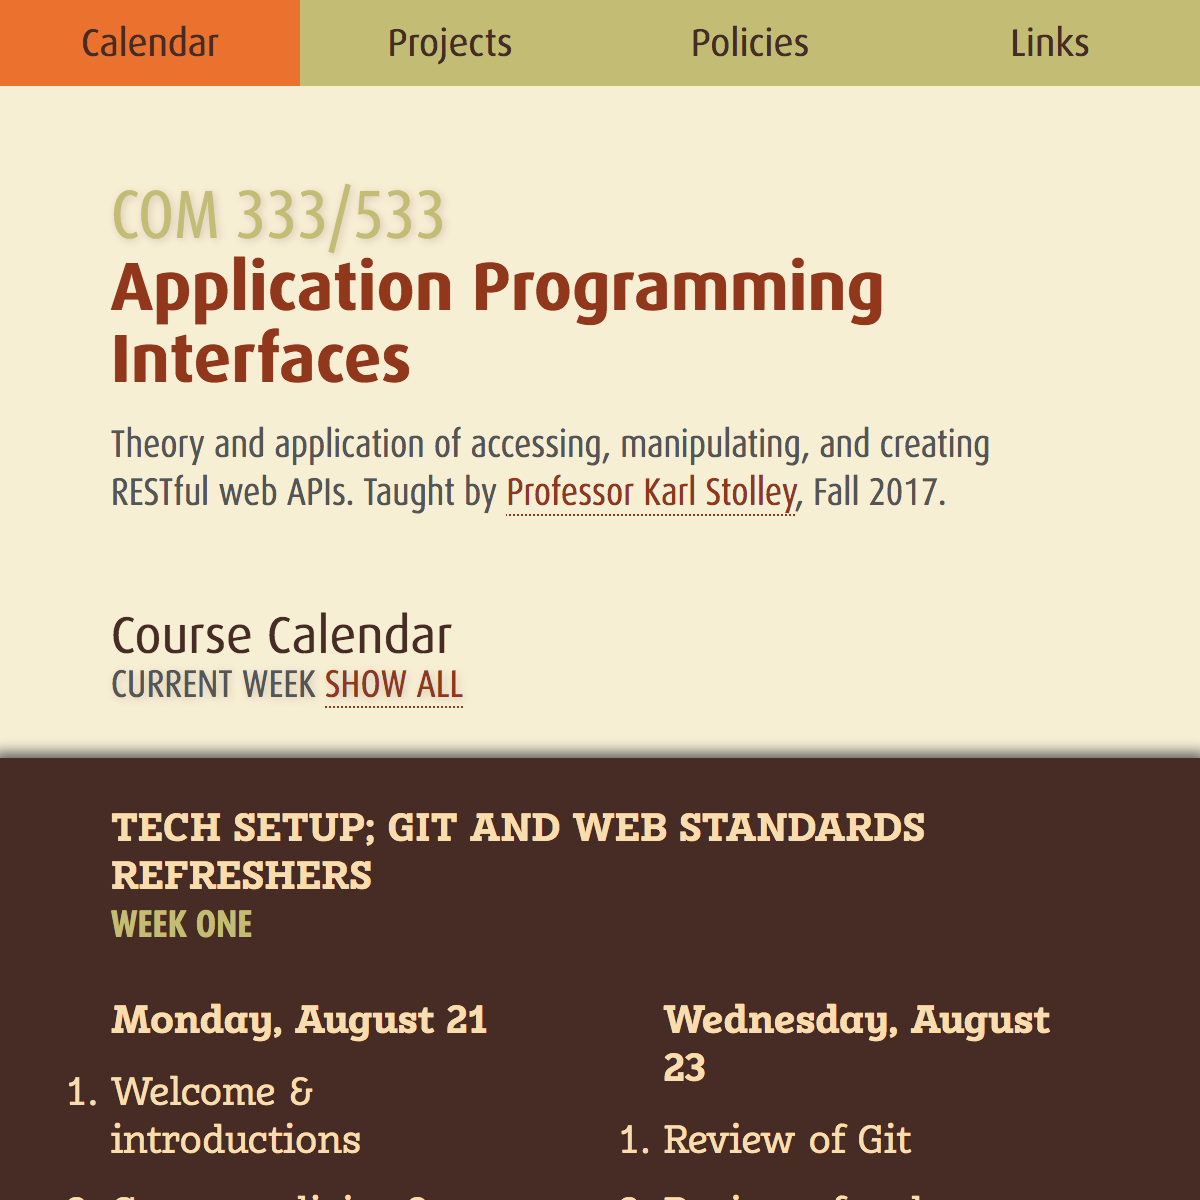 Calendar Projects Policies Links
COM 333/533
Application Programming
Interfaces
Theory and application of accessing, manipulating, and creating
RESTful web APIs. Taught by Professor Karl Stolley, Fall 2017.
Course Calendar
CURRENT WEEK SHOW ALL
TECH SETUP; GIT AND WEB STANDARDS
REFRESHERS
WEEK ONE
Monday, August 21
1. Welcome &
introductions
Wednesday, August
23
1. Review of Git